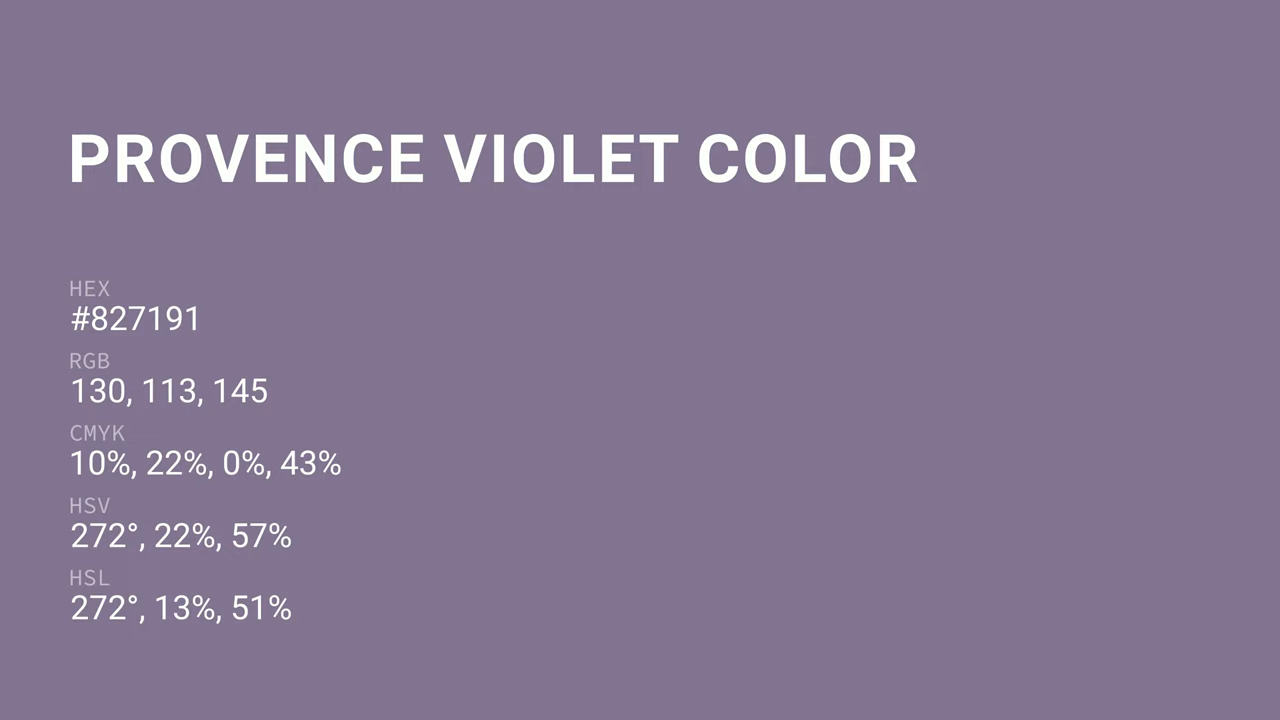 PROVENCE VIOLET COLOR
HEX
#827191
RGB
130, 113, 145
CMYK
10%, 22%, 0%, 43%
HSV
272°, 22%, 57%
HSL
272°, 13%, 51%